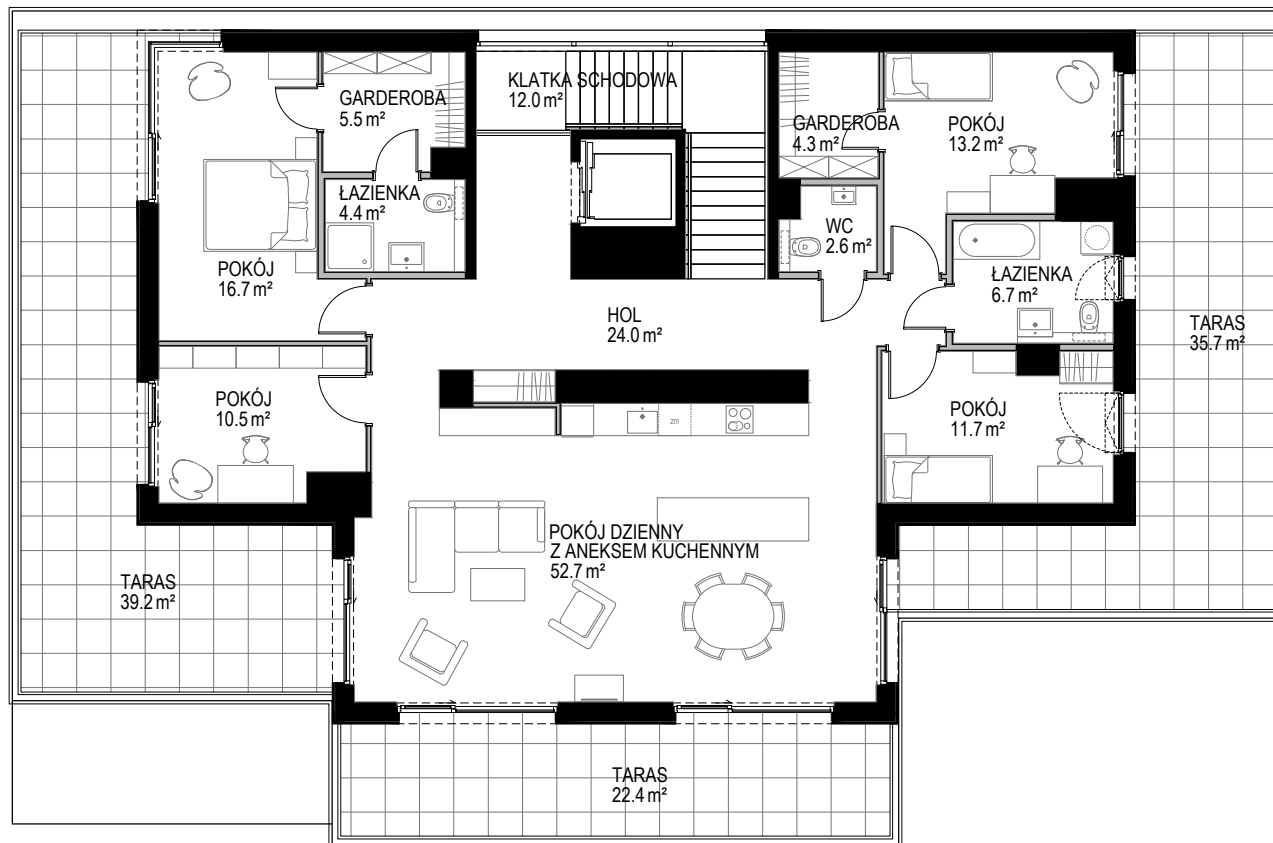 KLATKA SCHODOWA
12.0 m²
GARDEROBA
5.5 m²
GARDEROBA
4.3 m²
POKÓJ
13.2 m²
ŁAZIENKA
4.4 m²
WC
2.6 m²
POKÓJ
16.7 m²
ŁAZIENKA
6.7 m²
HOL
24.0 m²
TARAS
35.7 m²
POKÓJ
10.5 m²
POKÓJ
11.7 m²
zm
POKÓJ DZIENNY
Z ANEKSEM KUCHENNYM
52.7 m²
TARAS
39.2 m²
TARAS
22.4 m²